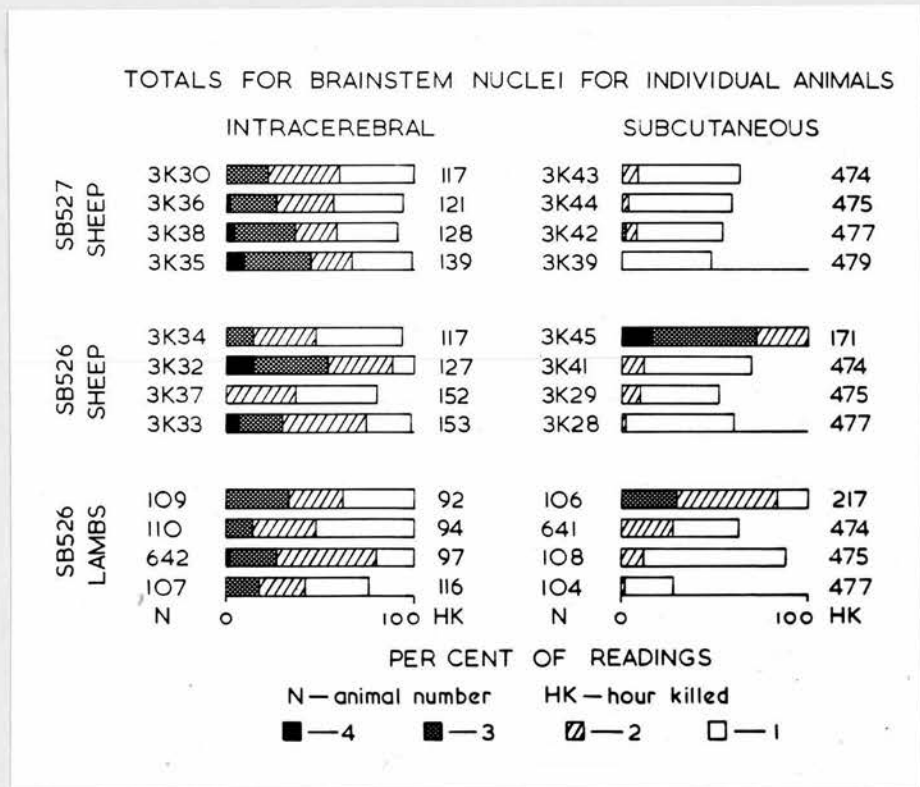 TOTALS FOR BRAINSTEM NUCLEI FOR INDIVIDUAL ANIMALS
INTRACEREBRAL SUBCUTANEOUS
SB527 SHEEP
3K30 117 3K43 474
3K36 121 3K44 475
3K38 128 3K42 477
3K35 139 3K39 479
SB526 SHEEP
3K34 117 3K45 171
3K32 127 3K41 474
3K37 152 3K29 475
3K33 153 3K28 477
SB526 LAMBS
109 92 106 217
110 94 641 474
642 97 108 475
107 116 104 477
N 0 100 HK N 0 100 HK
PER CENT OF READINGS
N—animal number HK—hour killed
—4 —3 —2 —1